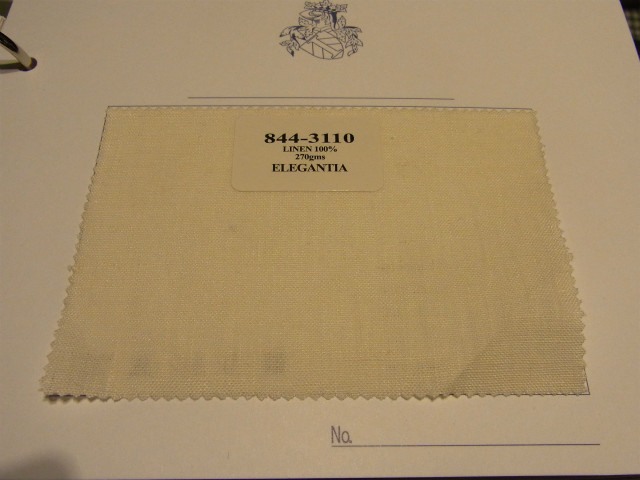 844-3110
LINEN 100%
270gms
ELEGANTIA
No.